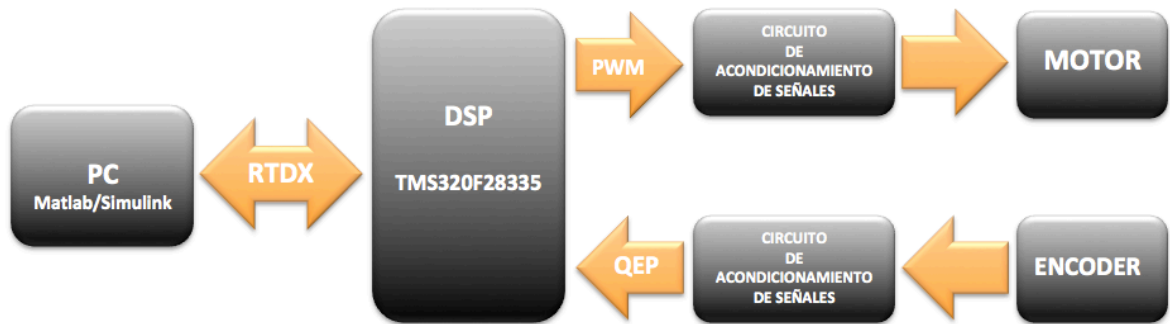 PC
Matlab/Simulink
RTDX
DSP
TMS320F28335
PWM
CIRCUITO
DE
ACONDICIONAMIENTO
DE SEÑALES
MOTOR
QEP
CIRCUITO
DE
ACONDICIONAMIENTO
DE SEÑALES
ENCODER